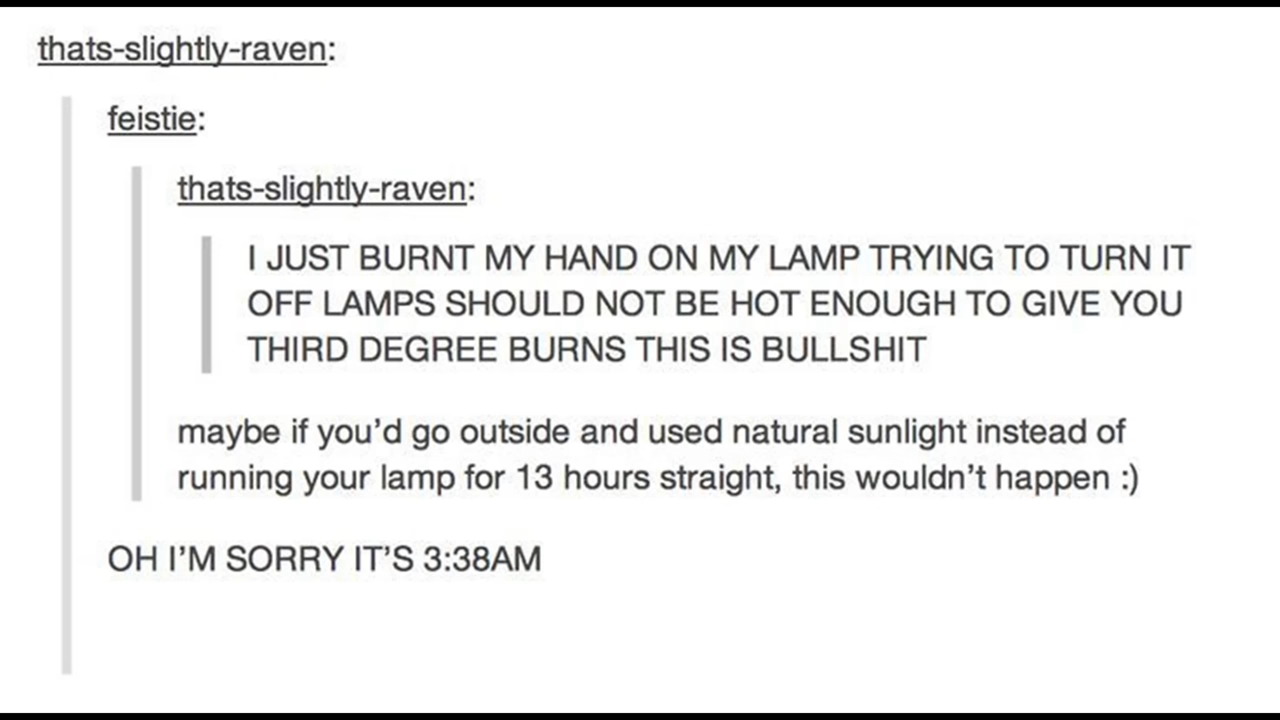 thats-slightly-raven:
feistie:
thats-slightly-raven:
I JUST BURNT MY HAND ON MY LAMP TRYING TO TURN IT
OFF LAMPS SHOULD NOT BE HOT ENOUGH TO GIVE YOU
THIRD DEGREE BURNS THIS IS BULLSHIT
maybe if you’d go outside and used natural sunlight instead of
running your lamp for 13 hours straight, this wouldn’t happen :)
OH I’M SORRY IT’S 3:38AM